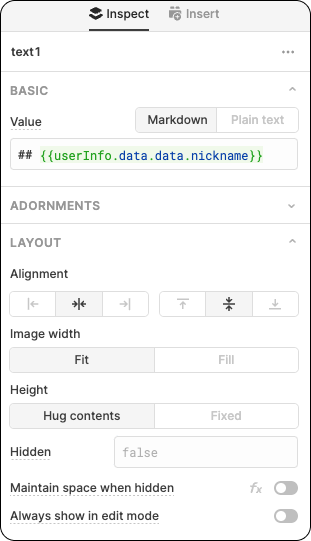 Inspect Insert
text1
BASIC
Value Markdown Plain text
## {{userInfo.data.data.nickname}}
ADORNMENTS
LAYOUT
Alignment
Image width
Fit Fill
Height
Hug contents Fixed
Hidden false
Maintain space when hidden fx
Always show in edit mode